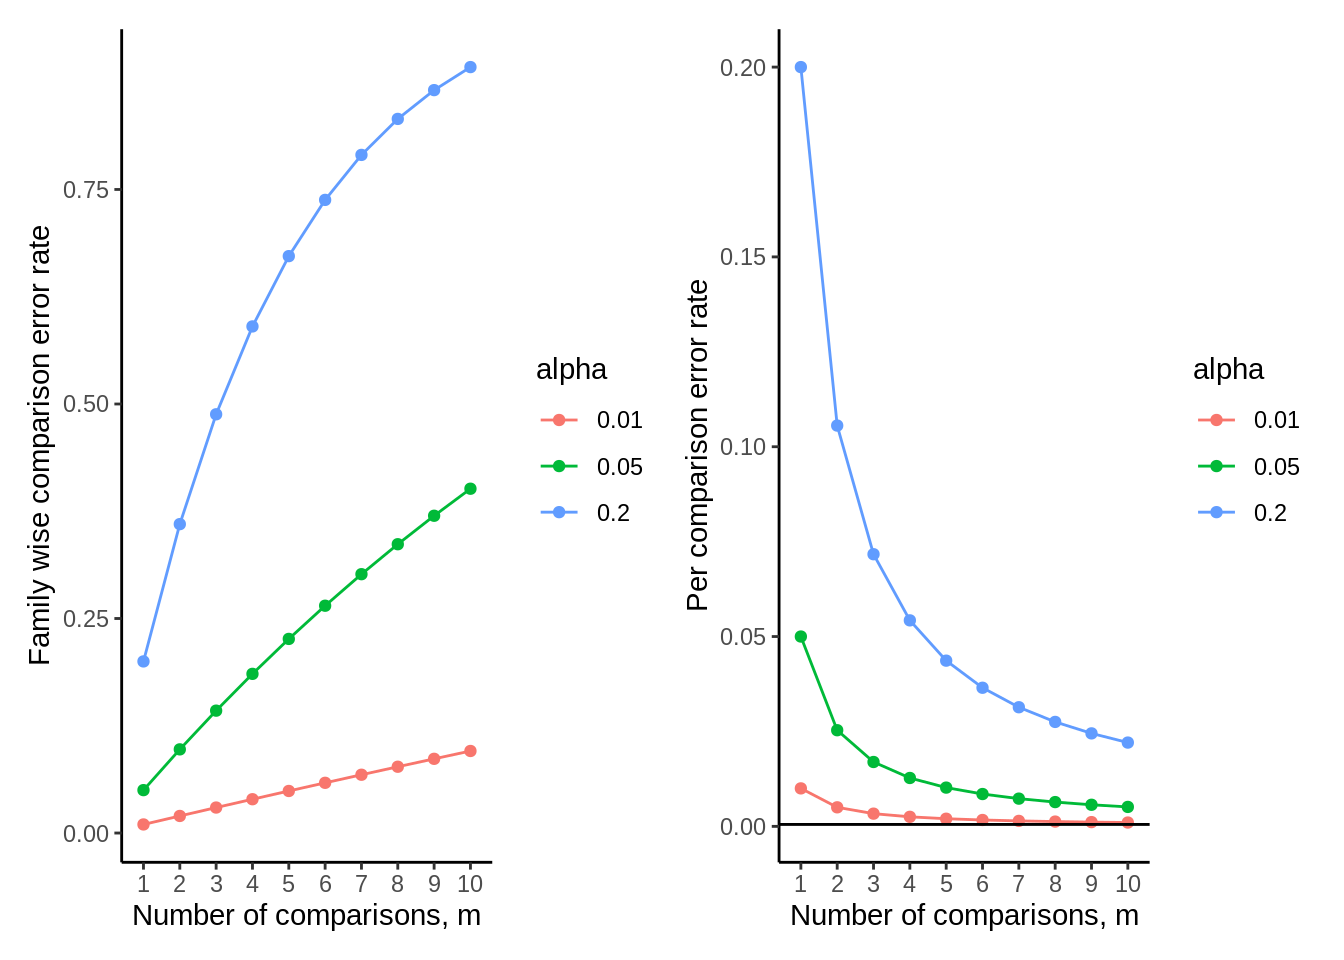 Family wise comparison error rate
0.75
0.50
0.25
0.00
1 2 3 4 5 6 7 8 9 10
Number of comparisons, m
alpha
0.01
0.05
0.2
Per comparison error rate
0.20
0.15
0.10
0.05
0.00
1 2 3 4 5 6 7 8 9 10
Number of comparisons, m
alpha
0.01
0.05
0.2